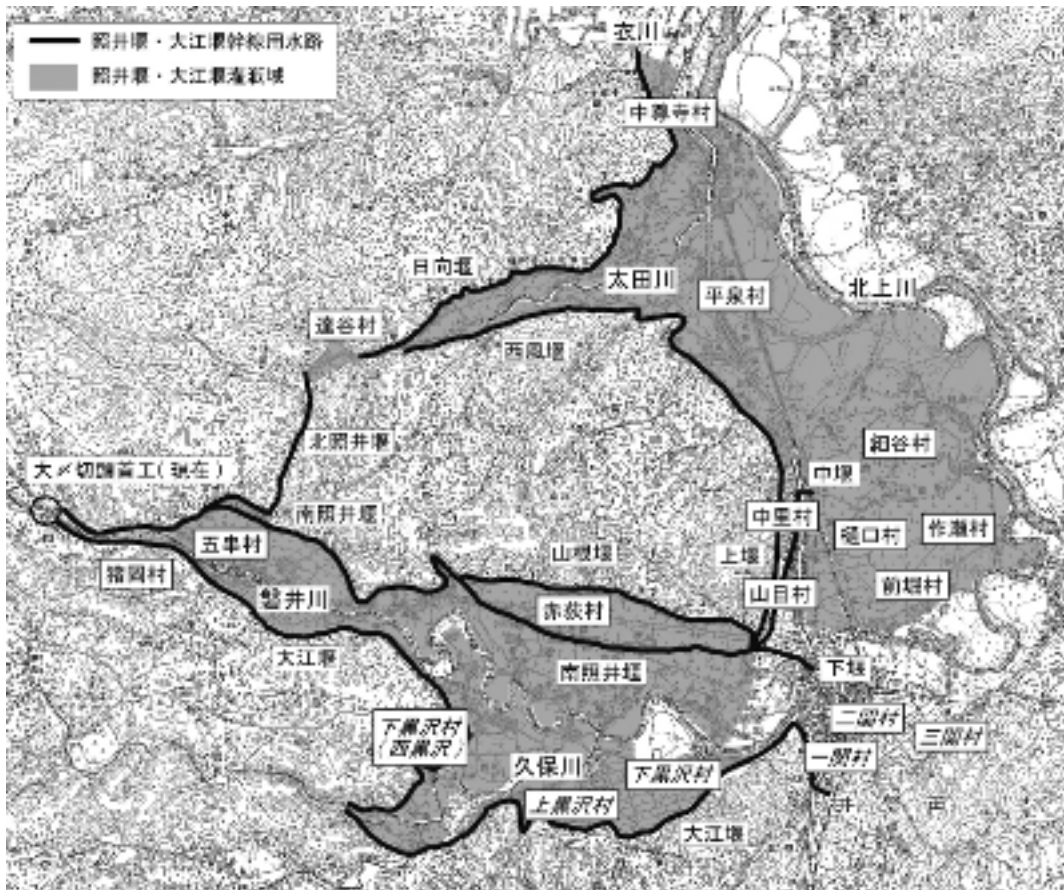 照井堰・大江堰幹線用水路
照井堰・大江堰灌漑域
衣川
中尊寺村
日向堰
太田川
平泉村
北上川
達谷村
西風堰
北照井堰
細谷村
大〆切頭首工(現在)
中堰
南照井堰
中里村
五串村
山根堰
上堰
樋口村
作瀬村
猪岡村
磐井川
赤荻村
山目村
前堀村
大江堰
南照井堰
下堰
下黒沢村
(西黒沢)
二関村
三関村
久保川
下黒沢村
一関村
上黒沢村
大江堰